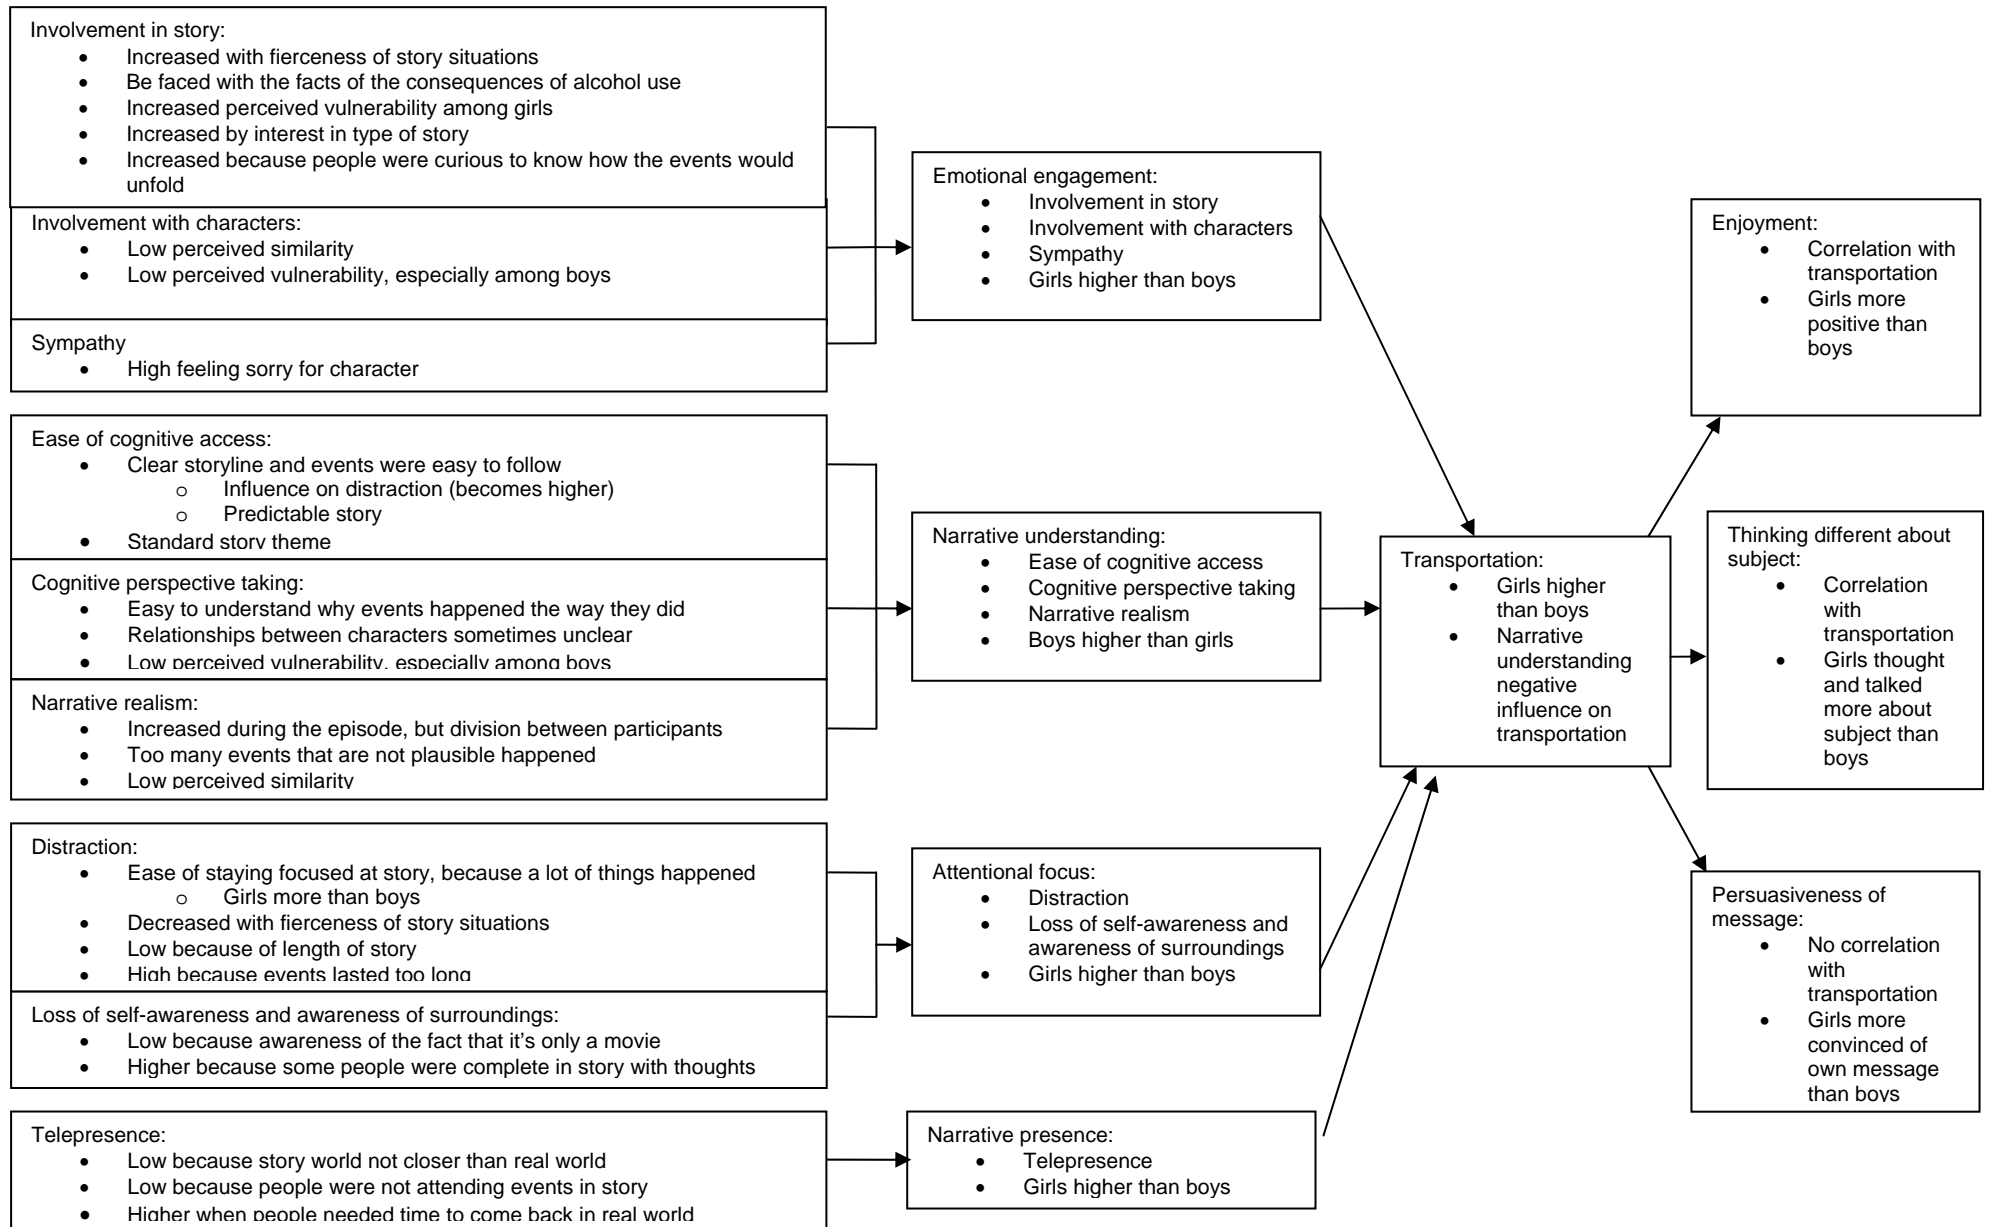 Involvement in story:
• Increased with fierceness of story situations
• Be faced with the facts of the consequences of alcohol use
• Increased perceived vulnerability among girls
• Increased by interest in type of story
• Increased because people were curious to know how the events would
unfold
Involvement with characters:
• Low perceived similarity
• Low perceived vulnerability, especially among boys
Sympathy
• High feeling sorry for character
Ease of cognitive access:
• Clear storyline and events were easy to follow
o Influence on distraction (becomes higher)
o Predictable story
• Standard story theme
Cognitive perspective taking:
• Easy to understand why events happened the way they did
• Relationships between characters sometimes unclear
• Low perceived vulnerability, especially among boys
Narrative realism:
• Increased during the episode, but division between participants
• Too many events that are not plausible happened
• Low perceived similarity
Distraction:
• Ease of staying focused at story, because a lot of things happened
o Girls more than boys
• Decreased with fierceness of story situations
• Low because of length of story
• High because events lasted too long
Loss of self-awareness and awareness of surroundings:
• Low because awareness of the fact that it's only a movie
• Higher because some people were complete in story with thoughts
Telepresence:
• Low because story world not closer than real world
• Low because people were not attending events in story
• Higher when people needed time to come back in real world
Emotional engagement:
• Involvement in story
• Involvement with characters
• Sympathy
• Girls higher than boys
Narrative understanding:
• Ease of cognitive access
• Cognitive perspective taking
• Narrative realism
• Boys higher than girls
Attentional focus:
• Distraction
• Loss of self-awareness and
awareness of surroundings
• Girls higher than boys
Narrative presence:
• Telepresence
• Girls higher than boys
Transportation:
• Girls higher
than boys
• Narrative
understanding
negative
influence on
transportation
Enjoyment:
• Correlation with
transportation
• Girls more
positive than
boys
Thinking different about
subject:
• Correlation
with
transportation
• Girls thought
and talked
more about
subject than
boys
Persuasiveness of
message:
• No correlation
with
transportation
• Girls more
convinced of
own message
than boys